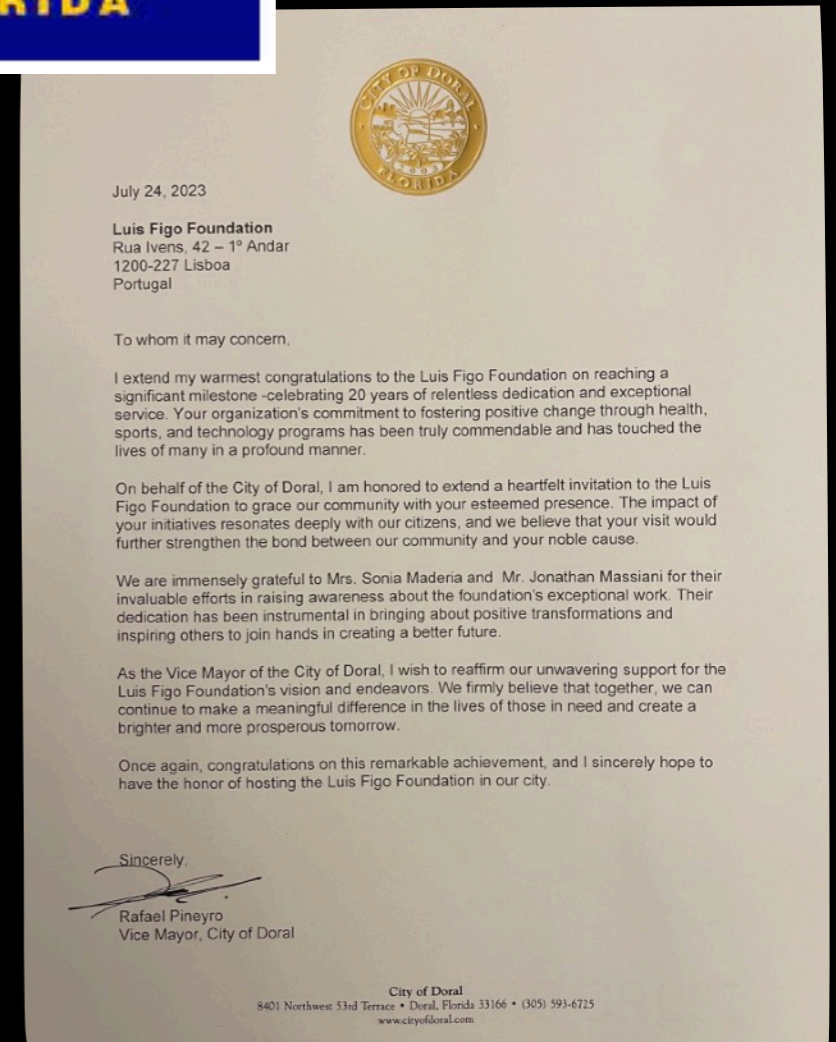 RIDA
CITY OF DORAL
2003
FLORIDA
July 24, 2023
Luis Figo Foundation
Rua Ivens, 42 – 1º Andar
1200-227 Lisboa
Portugal
To whom it may concern,
I extend my warmest congratulations to the Luis Figo Foundation on reaching a
significant milestone -celebrating 20 years of relentless dedication and exceptional
service. Your organization's commitment to fostering positive change through health,
sports, and technology programs has been truly commendable and has touched the
lives of many in a profound manner.
On behalf of the City of Doral, I am honored to extend a heartfelt invitation to the Luis
Figo Foundation to grace our community with your esteemed presence. The impact of
your initiatives resonates deeply with our citizens, and we believe that your visit would
further strengthen the bond between our community and your noble cause.
We are immensely grateful to Mrs. Sonia Maderia and  Mr. Jonathan Massiani for their
invaluable efforts in raising awareness about the foundation's exceptional work. Their
dedication has been instrumental in bringing about positive transformations and
inspiring others to join hands in creating a better future.
As the Vice Mayor of the City of Doral, I wish to reaffirm our unwavering support for the
Luis Figo Foundation's vision and endeavors. We firmly believe that together, we can
continue to make a meaningful difference in the lives of those in need and create a
brighter and more prosperous tomorrow.
Once again, congratulations on this remarkable achievement, and I sincerely hope to
have the honor of hosting the Luis Figo Foundation in our city.
Sincerely,
Rafael Pineyro
Vice Mayor, City of Doral
City of Doral
8401 Northwest 53rd Terrace • Doral, Florida 33166 • (305) 593-6725
www.cityofdoral.com